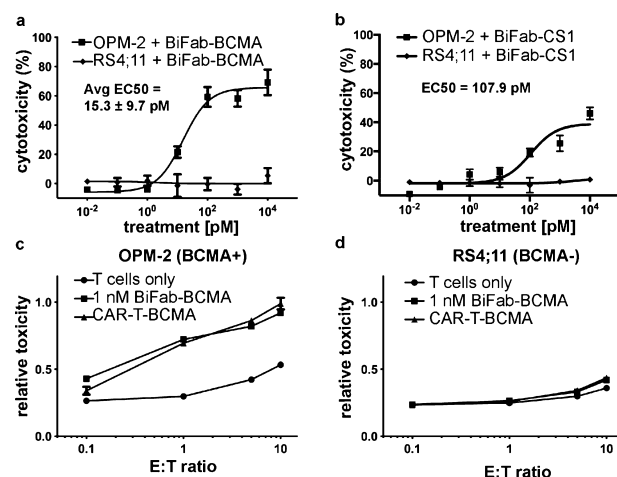 a
OPM-2 + BiFab-BCMA
RS4;11 + BiFab-BCMA
Avg EC50 =
15.3 ± 9.7 pM
cytotoxicity (%)
100
80
60
40
20
0
10-2
100
102
104
treatment [pM]
b
OPM-2 + BiFab-CS1
RS4;11 + BiFab-CS1
EC50 = 107.9 pM
cytotoxicity (%)
100
80
60
40
20
0
10-2
100
102
104
treatment [pM]
c
OPM-2 (BCMA+)
T cells only
1 nM BiFab-BCMA
CAR-T-BCMA
relative toxicity
1.0
0.5
0.0
0.1
1
10
E:T ratio
d
RS4;11 (BCMA-)
T cells only
1 nM BiFab-BCMA
CAR-T-BCMA
relative toxicity
1.0
0.5
0.0
0.1
1
10
E:T ratio